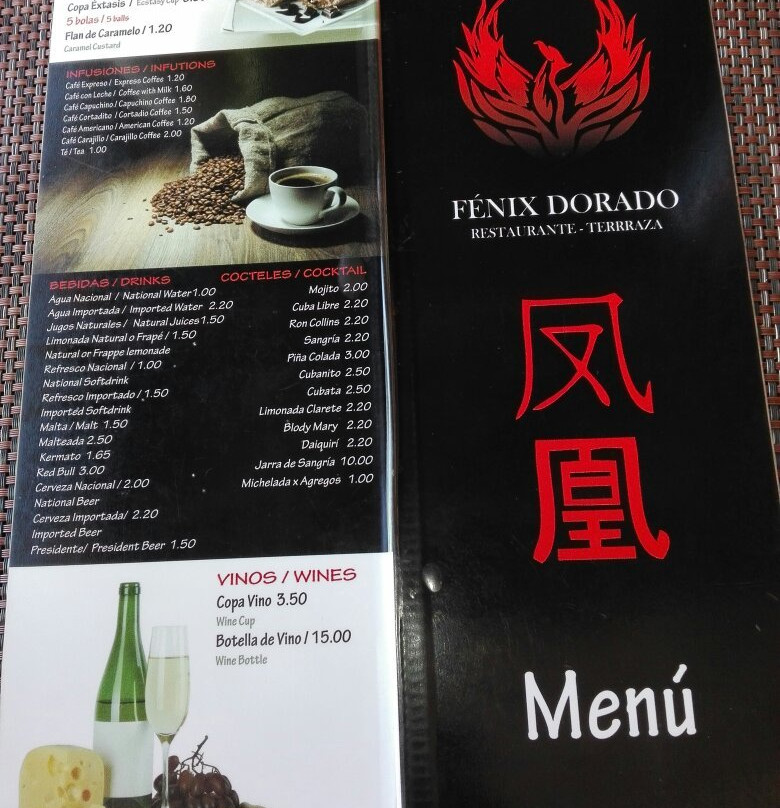 Copa Éxtasis / Ecstasy Cup
5 bolas / 5 balls
Flan de Caramelo / 1.20
Caramel Custard
INFUSIONES / INFUTIONS
Café Expreso / Express Coffee 1.20
Café con Leche / Coffee with Milk 1.60
Café Capuchino / Capuchino Coffee 1.80
Café Cortadito / Cortadio Coffee 1.50
Café Americano / American Coffee 1.20
Café Carajillo / Carajillo Coffee 2.00
Té / Tea 1.00
BEBIDAS / DRINKS
Agua Nacional / National Water 1.00
Agua Importada / Imported Water 2.20
Jugos Naturales / Natural Juices 1.50
Limonada Natural o Frapé / 1.50
Natural or Frappe lemonade
Refresco Nacional / 1.00
National Softdrink
Refresco Importado / 1.50
Imported Softdrink
Malta / Malt 1.50
Malteada 2.50
Kermato 1.65
Red Bull 3.00
Cerveza Nacional / 2.00
National Beer
Cerveza Importada / 2.20
Imported Beer
Presidente / President Beer 1.50
COCTELES / COCKTAIL
Mojito 2.00
Cuba Libre 2.20
Ron Collins 2.20
Sangría 2.20
Piña Colada 3.00
Cubanito 2.50
Cubata 2.50
Limonada Clarete 2.20
Blody Mary 2.20
Daiquirí 2.20
Jarra de Sangría 10.00
Michelada x Agregos 1.00
VINOS / WINES
Copa Vino 3.50
Wine Cup
Botella de Vino / 15.00
Wine Bottle
FÉNIX DORADO
RESTAURANTE - TERRRAZA
凤
凰
Menú